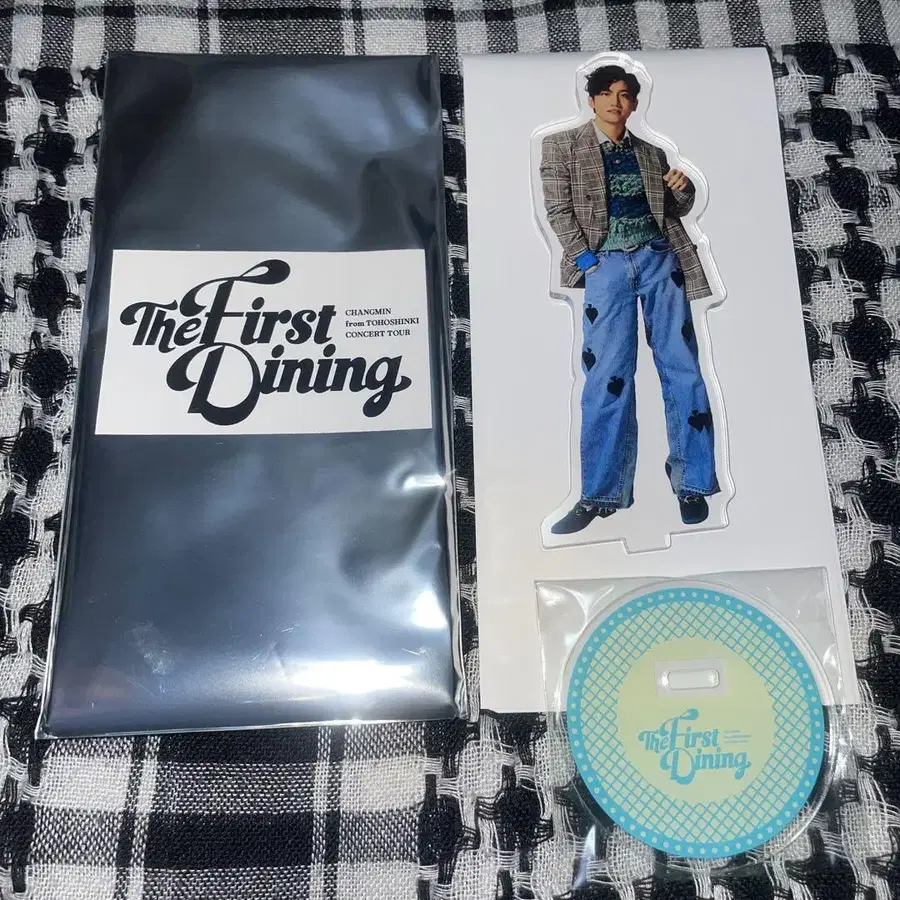 The First
Dining
CHANGMIN
from TOHOSHINKI
CONCERT TOUR
The First
Dining